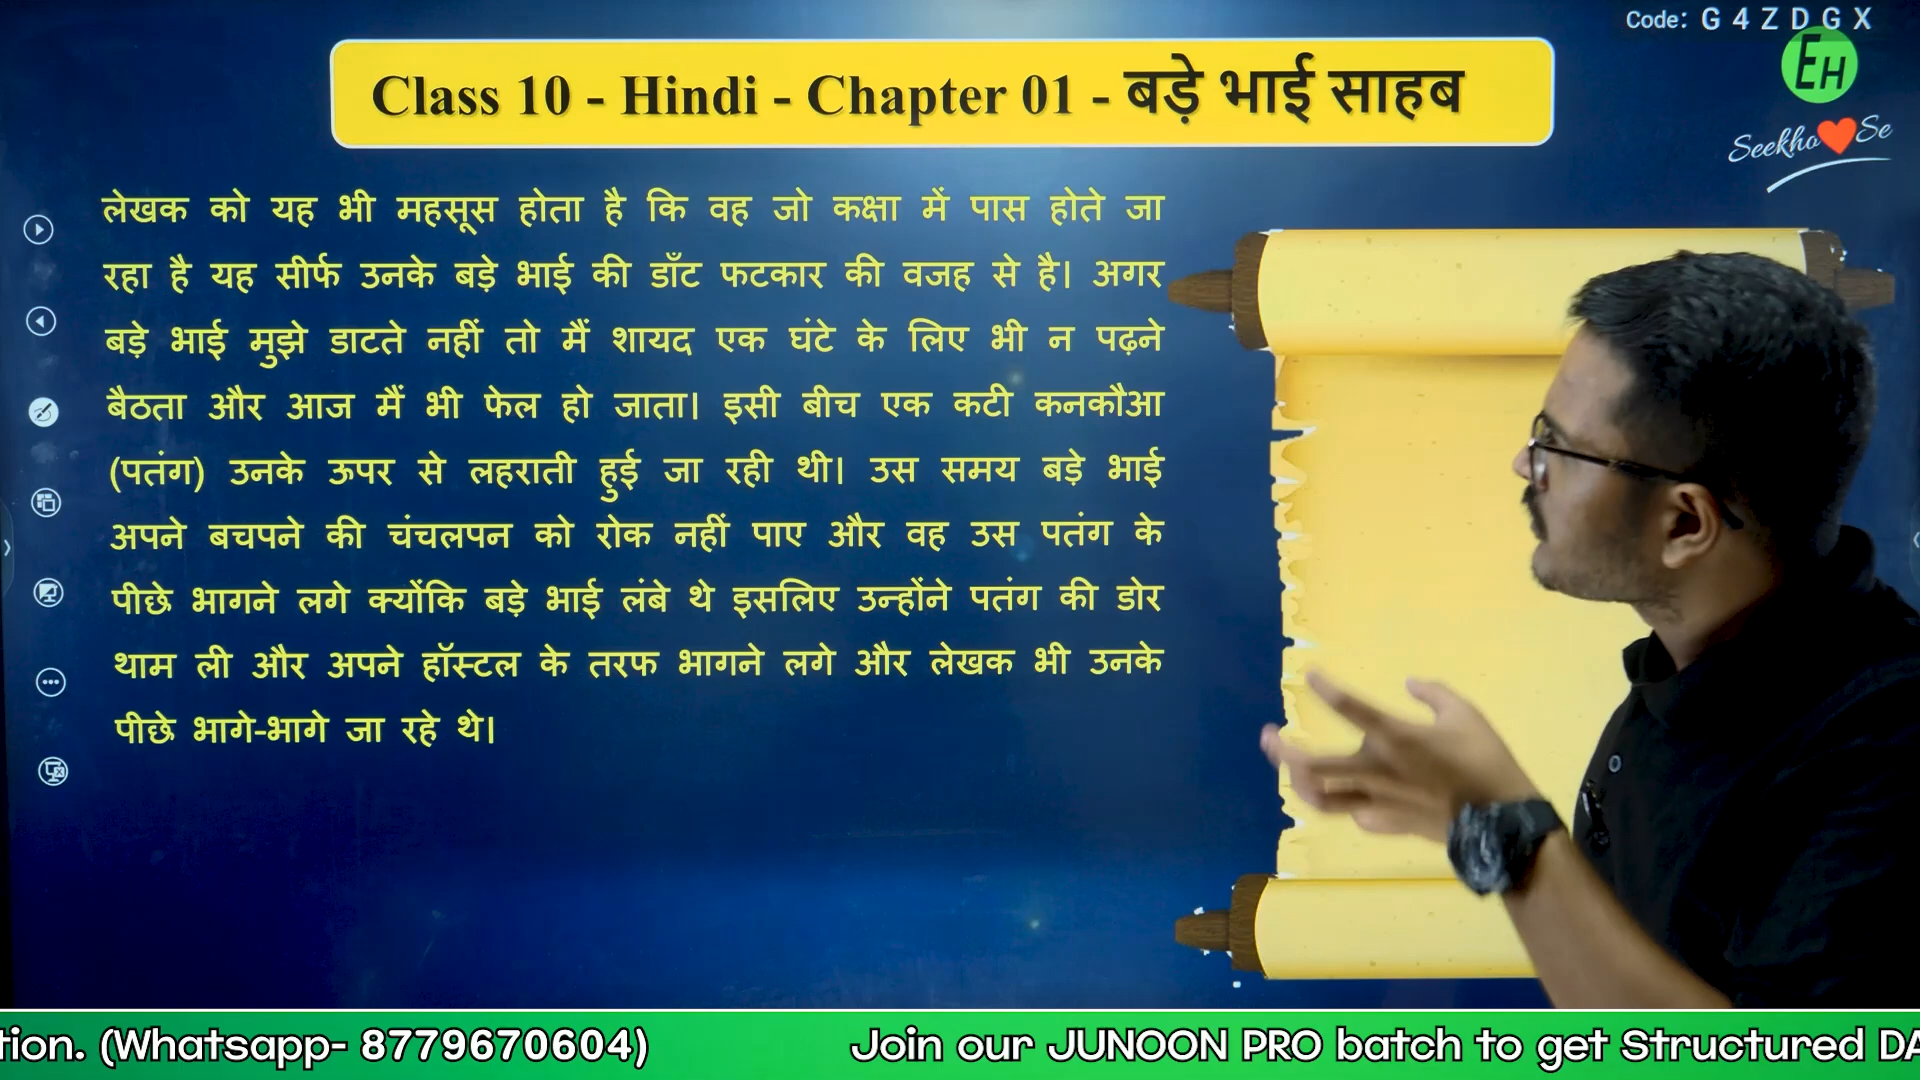 Code: G 4 Z D G X
EH
Seekho Se
Class 10 - Hindi - Chapter 01 - बड़े भाई साहब
लेखक को यह भी महसूस होता है कि वह जो कक्षा में पास होते जा
रहा है यह सीर्फ उनके बड़े भाई की डाँट फटकार की वजह से है। अगर
बड़े भाई मुझे डाटते नहीं तो मैं शायद एक घंटे के लिए भी न पढ़ने
बैठता और आज मैं भी फेल हो जाता। इसी बीच एक कटी कनकौआ
(पतंग) उनके ऊपर से लहराती हुई जा रही थी। उस समय बड़े भाई
अपने बचपने की चंचलपन को रोक नहीं पाए और वह उस पतंग के
पीछे भागने लगे क्योंकि बड़े भाई लंबे थे इसलिए उन्होंने पतंग की डोर
थाम ली और अपने हॉस्टल के तरफ भागने लगे और लेखक भी उनके
पीछे भागे-भागे जा रहे थे।
tion. (Whatsapp- 8779670604) Join our JUNOON PRO batch to get Structured DA